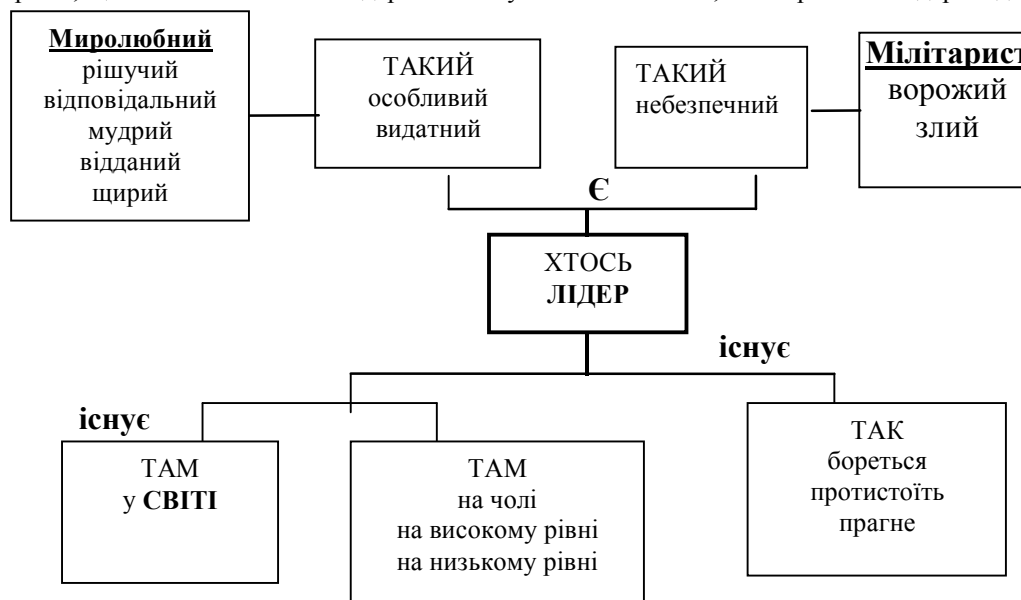 Миролюбний
рішучий
відповідальний
мудрий
відданий
щирий
ТАКИЙ
особливий
видатний
ТАКИЙ
небезпечний
Мілітарист
ворожий
злий
Є
ХТОСЬ
ЛІДЕР
існує
існує
ТАМ
у СВІТІ
ТАМ
на чолі
на високому рівні
на низькому рівні
ТАК
бореться
протистоїть
прагне